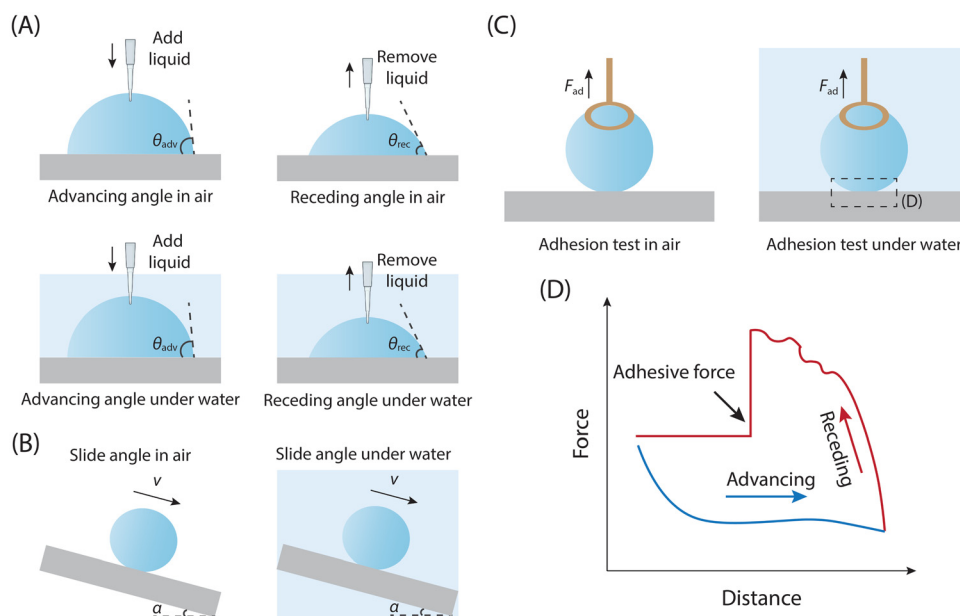 (A)
Add
liquid
θadv
Advancing angle in air
Remove
liquid
θrec
Receding angle in air
Add
liquid
θadv
Advancing angle under water
Remove
liquid
θrec
Receding angle under water
(B)
Slide angle in air
v
α
Slide angle under water
v
α
(C)
Fad
Adhesion test in air
Fad
(D)
Adhesion test under water
(D)
Force
Adhesive force
Advancing
Receding
Distance